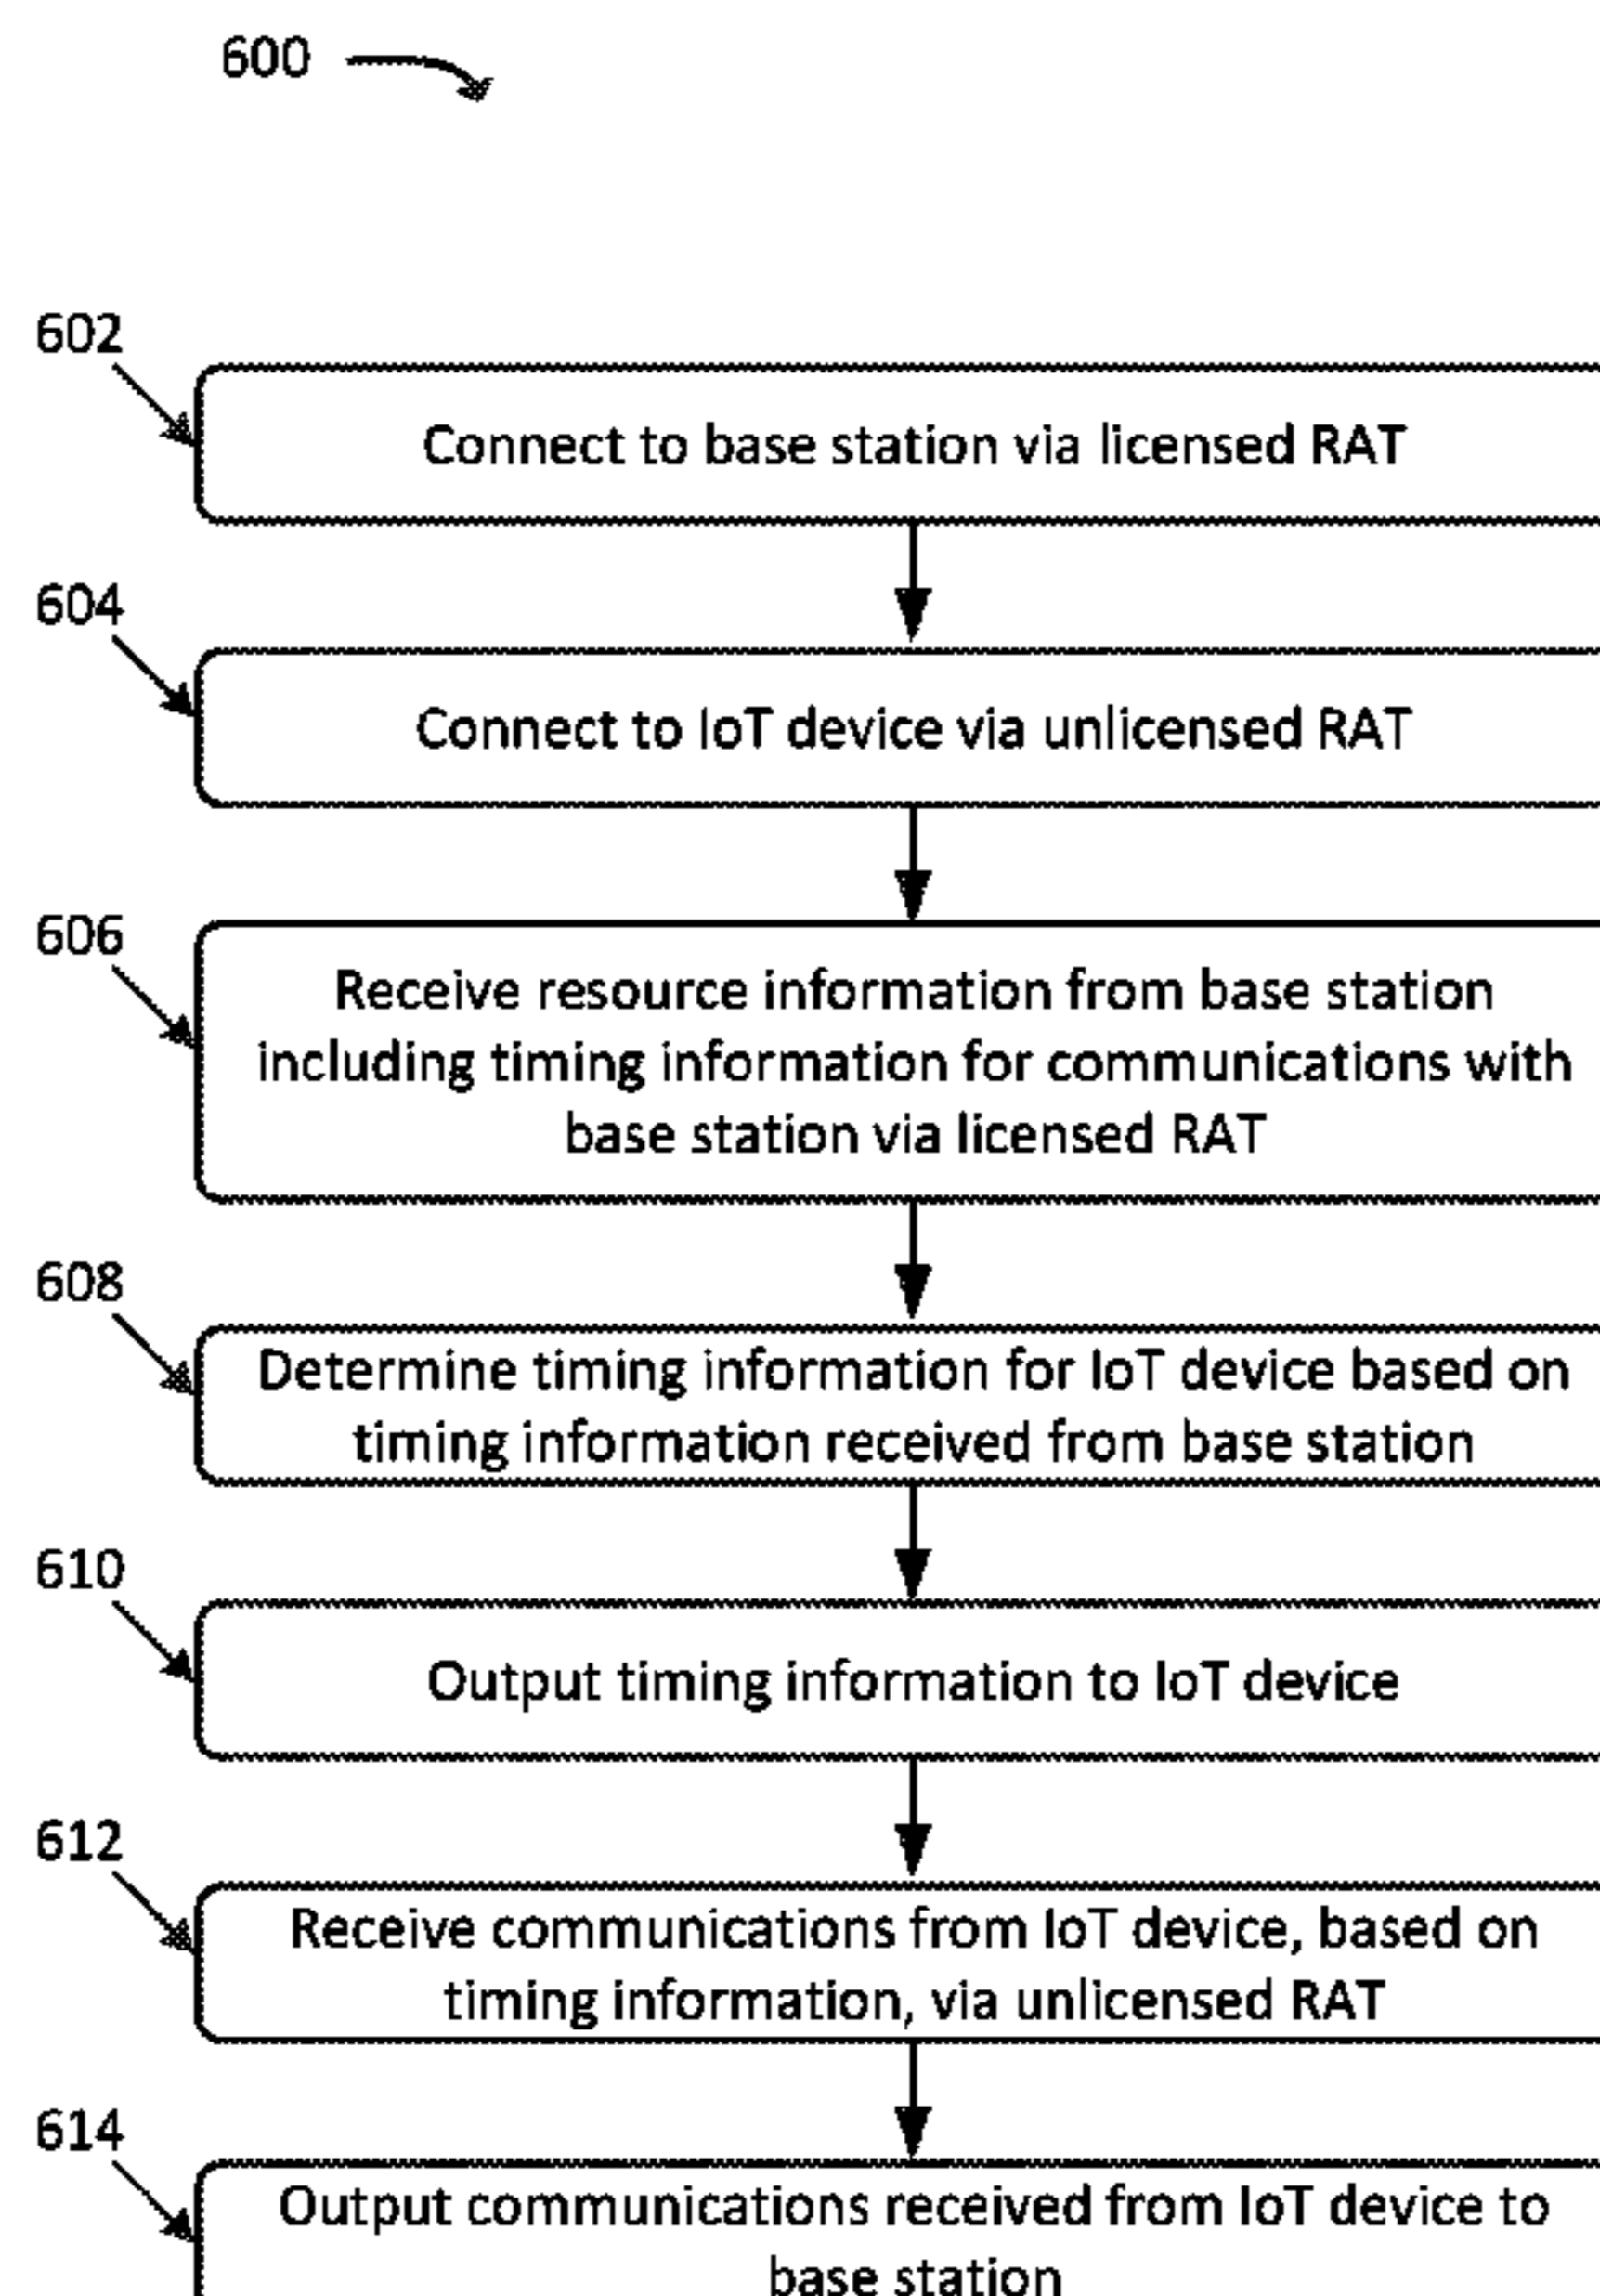 600
602
Connect to base station via licensed RAT
604
Connect to IoT device via unlicensed RAT
606
Receive resource information from base station
including timing information for communications with
base station via licensed RAT
608
Determine timing information for IoT device based on
timing information received from base station
610
Output timing information to IoT device
612
Receive communications from IoT device, based on
timing information, via unlicensed RAT
614
Output communications received from IoT device to
base station